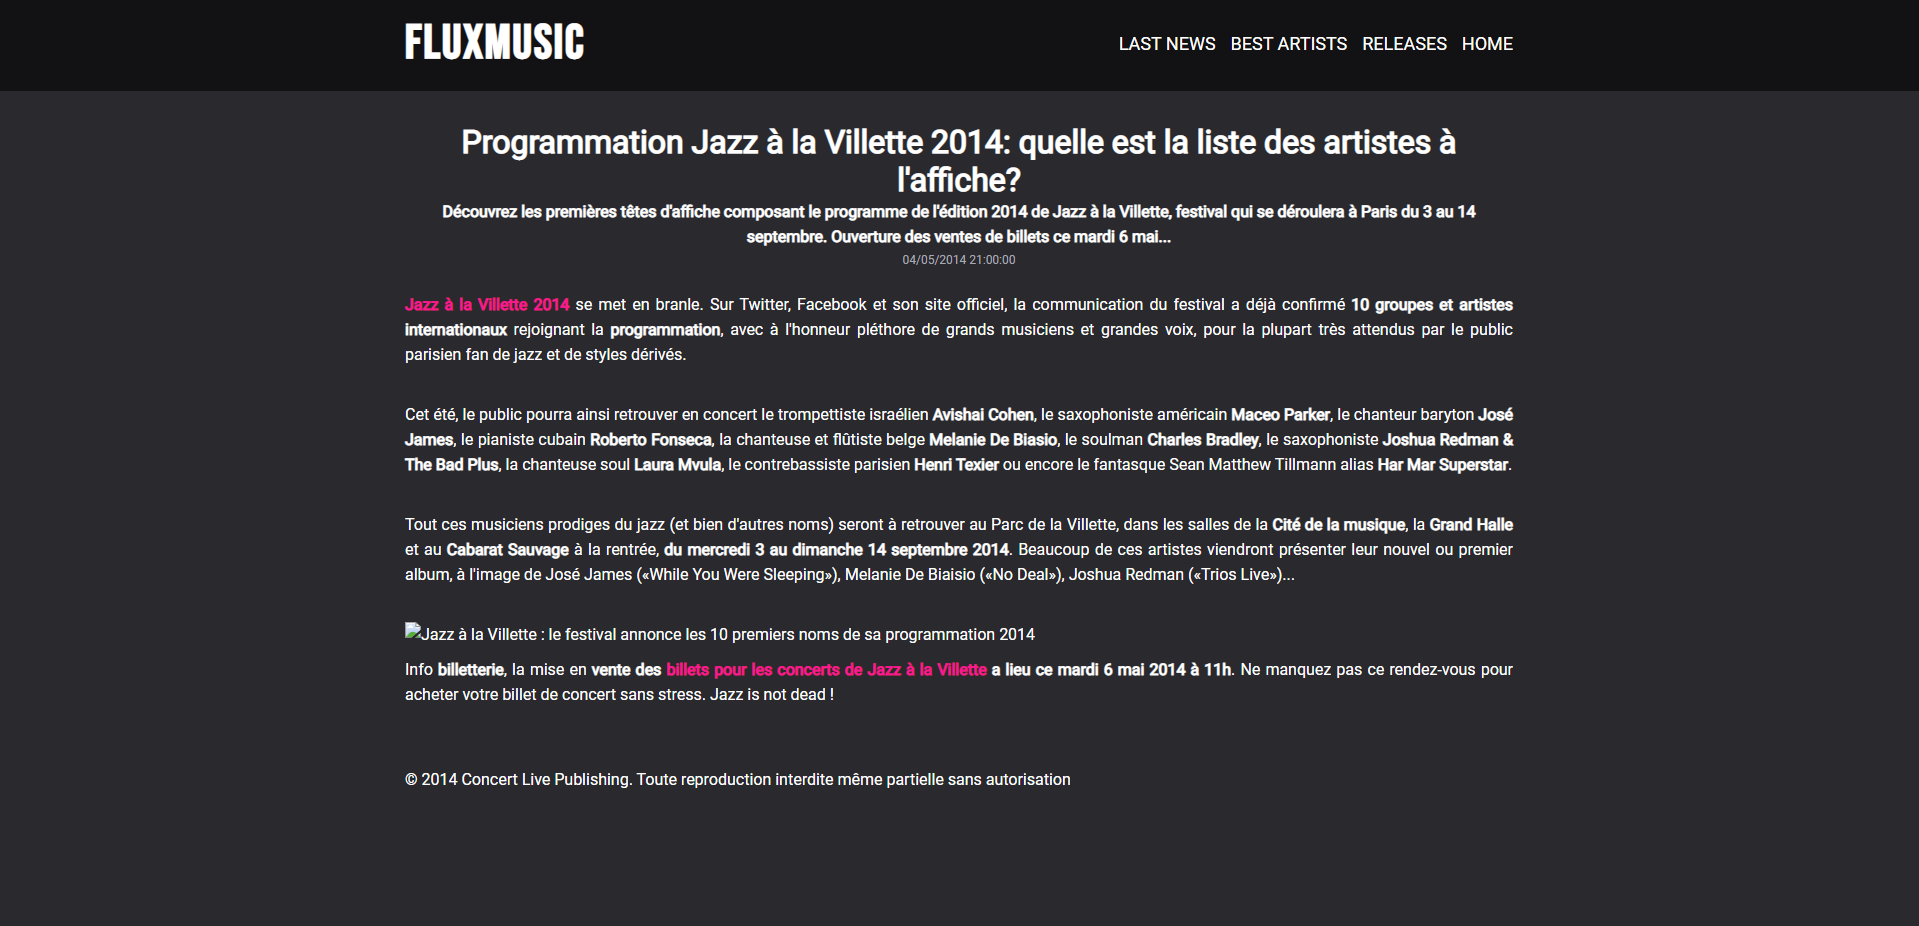 FLUXMUSIC
LAST NEWS BEST ARTISTS RELEASES HOME
Programmation Jazz à la Villette 2014: quelle est la liste des artistes à
l'affiche?
Découvrez les premières têtes d'affiche composant le programme de l'édition 2014 de Jazz à la Villette, festival qui se déroulera à Paris du 3 au 14
septembre. Ouverture des ventes de billets ce mardi 6 mai...
04/05/2014 21:00:00
Jazz à la Villette 2014 se met en branle. Sur Twitter, Facebook et son site officiel, la communication du festival a déjà confirmé 10 groupes et artistes
internationaux rejoignant la programmation, avec à l'honneur pléthore de grands musiciens et grandes voix, pour la plupart très attendus par le public
parisien fan de jazz et de styles dérivés.
Cet été, le public pourra ainsi retrouver en concert le trompettiste israélien Avishai Cohen, le saxophoniste américain Maceo Parker, le chanteur baryton José
James, le pianiste cubain Roberto Fonseca, la chanteuse et flûtiste belge Melanie De Biasio, le soulman Charles Bradley, le saxophoniste Joshua Redman &
The Bad Plus, la chanteuse soul Laura Mvula, le contrebassiste parisien Henri Texier ou encore le fantasque Sean Matthew Tillmann alias Har Mar Superstar.
Tout ces musiciens prodiges du jazz (et bien d'autres noms) seront à retrouver au Parc de la Villette, dans les salles de la Cité de la musique, la Grand Halle
et au Cabarat Sauvage à la rentrée, du mercredi 3 au dimanche 14 septembre 2014. Beaucoup de ces artistes viendront présenter leur nouvel ou premier
album, à l'image de José James («While You Were Sleeping»), Melanie De Biaisio («No Deal»), Joshua Redman («Trios Live»)...
Jazz à la Villette : le festival annonce les 10 premiers noms de sa programmation 2014
Info billetterie, la mise en vente des billets pour les concerts de Jazz à la Villette a lieu ce mardi 6 mai 2014 à 11h. Ne manquez pas ce rendez-vous pour
acheter votre billet de concert sans stress. Jazz is not dead !
© 2014 Concert Live Publishing. Toute reproduction interdite même partielle sans autorisation